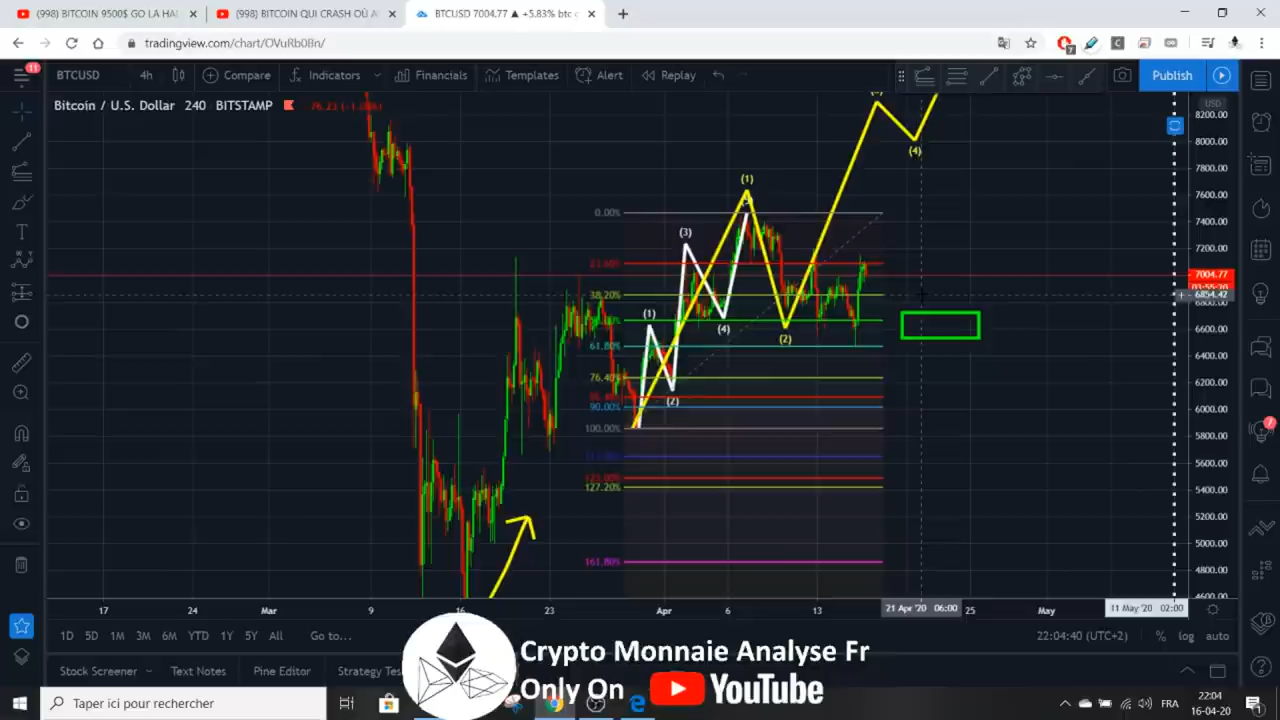 (998) BITCOIN 9500$ GO LA HA
(998) BITCOIN QUI CRASH OÙ A
BTCUSD 7004.77 ▲ +5.83% btc
tradingview.com/chart/OVuRb0Bn/
7
11
BTCUSD
4h
Compare
Indicators
Financials
Templates
Alert
Replay
Publish
Bitcoin / U.S. Dollar 240 BITSTAMP
USD
8200.00
8000.00
7800.00
7600.00
7400.00
7200.00
7004.77
03:55:20
6854.42
6600.00
6400.00
6200.00
6000.00
5800.00
5600.00
5400.00
5200.00
5000.00
4800.00
4600
(4)
(1)
(3)
(1)
(4)
(2)
(2)
0.00%
38.20%
61.80%
76.40%
90.00%
100.00%
127.20%
161.80%
7
17
24
Mar
9
16
23
Apr
6
13
21 Apr '20 06:00
25
May
11 May '20 02:00
1D 5D 1M 3M 6M YTD 1Y 5Y All Go to...
22:04:40 (UTC+2)
% log auto
Stock Screener
Text Notes
Pine Editor
Strategy Te
Crypto Monnaie Analyse Fr
Only On YouTube
Taper ici pour rechercher
FRA
22:04
16-04-20
1